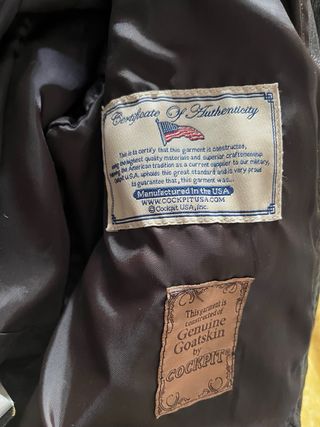 Certificate Of Authenticity
This is to certify that this garment is constructed,
the highest quality materials and superior craftsmanship
the American tradition as a current supplier to our military,
U.S.A. upholds this great standard and is very proud
to guarantee that, this garment was...
Manufactured in the USA
WWW.COCKPITUSA.COM
© Cockpit USA, Inc.
This garment is
constructed of
Genuine
Goatskin
by
COCKPIT®